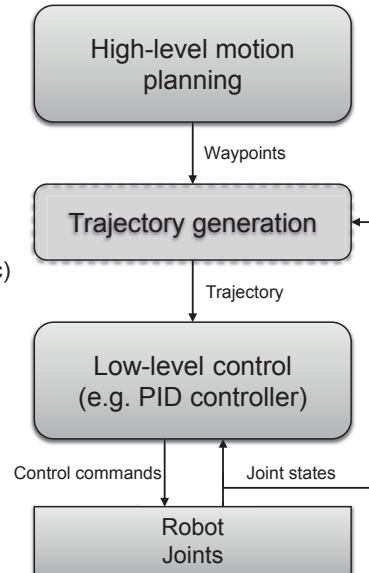 High-level motion
planning
Waypoints
Trajectory generation
c)
Trajectory
Low-level control
(e.g. PID controller)
Control commands
Joint states
Robot
Joints